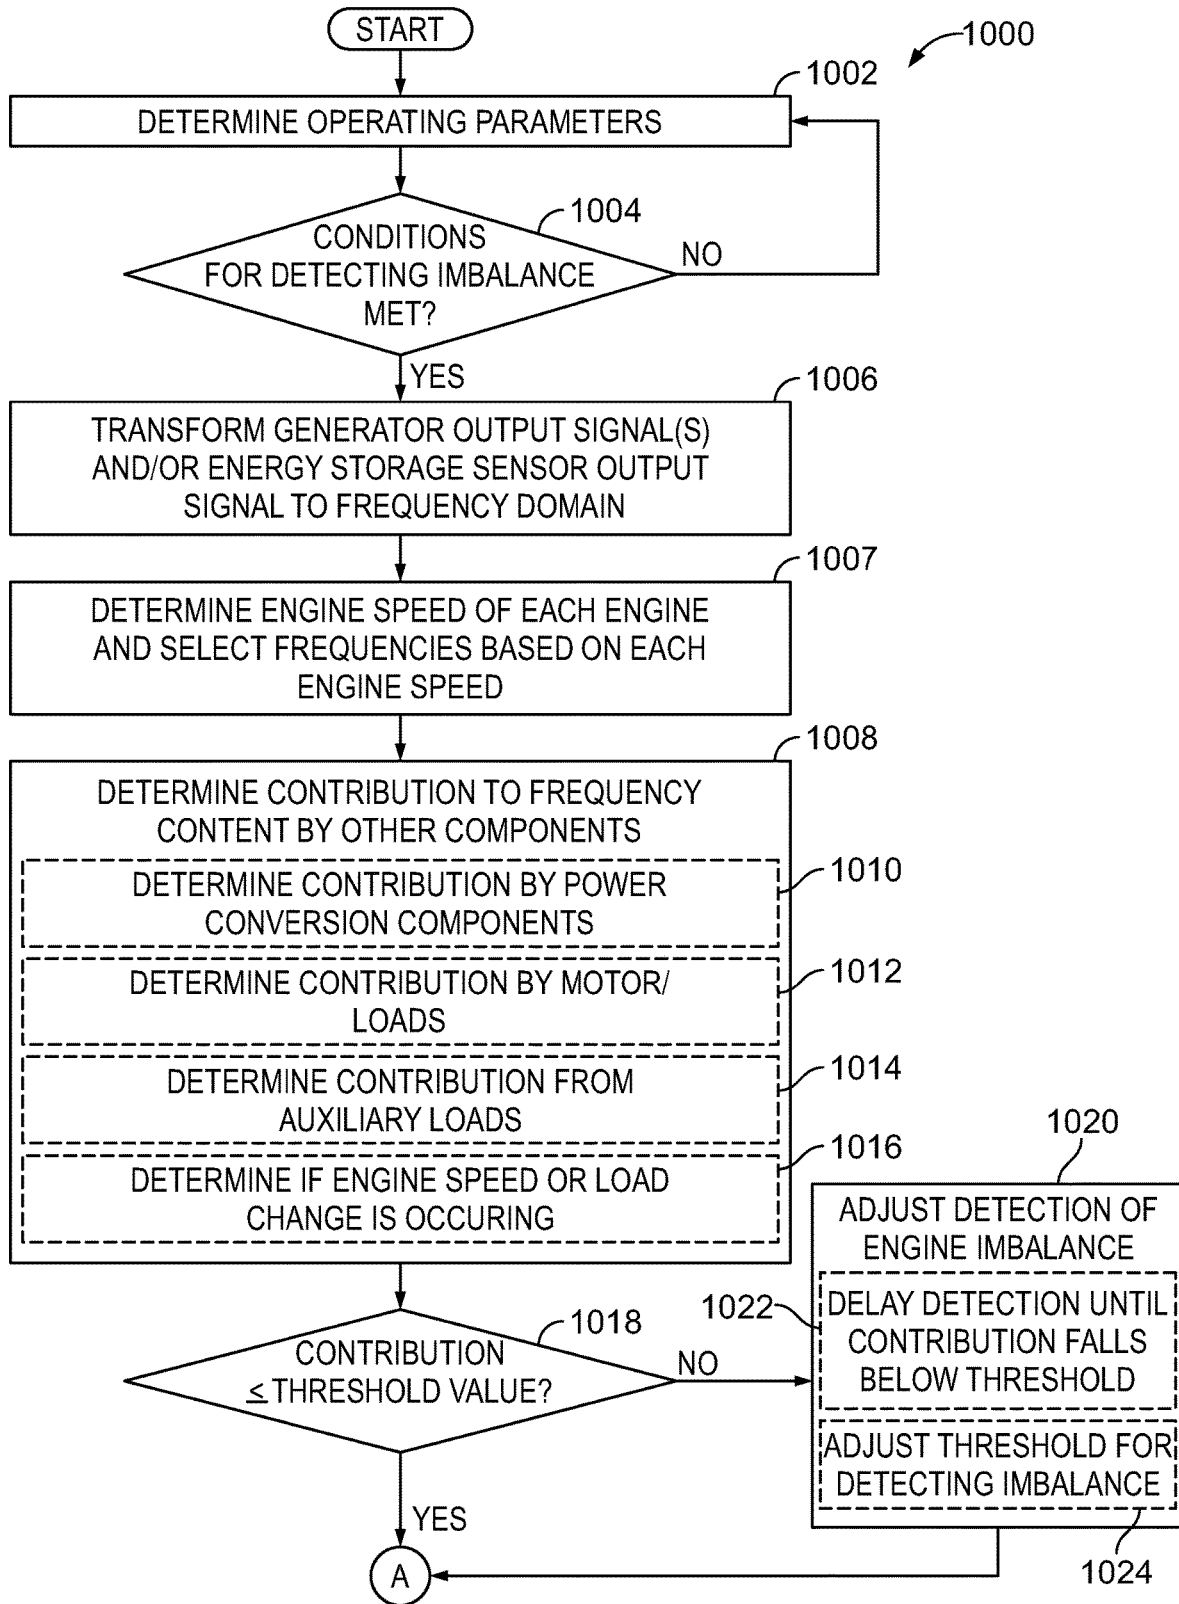 START
1000
1002
DETERMINE OPERATING PARAMETERS
1004
CONDITIONS
FOR DETECTING IMBALANCE
MET?
NO
YES
1006
TRANSFORM GENERATOR OUTPUT SIGNAL(S)
AND/OR ENERGY STORAGE SENSOR OUTPUT
SIGNAL TO FREQUENCY DOMAIN
1007
DETERMINE ENGINE SPEED OF EACH ENGINE
AND SELECT FREQUENCIES BASED ON EACH
ENGINE SPEED
1008
DETERMINE CONTRIBUTION TO FREQUENCY
CONTENT BY OTHER COMPONENTS
1010
DETERMINE CONTRIBUTION BY POWER
CONVERSION COMPONENTS
1012
DETERMINE CONTRIBUTION BY MOTOR/
LOADS
1014
DETERMINE CONTRIBUTION FROM
AUXILIARY LOADS
1016
DETERMINE IF ENGINE SPEED OR LOAD
CHANGE IS OCCURING
1018
CONTRIBUTION
≤ THRESHOLD VALUE?
NO
YES
1020
ADJUST DETECTION OF
ENGINE IMBALANCE
1022
DELAY DETECTION UNTIL
CONTRIBUTION FALLS
BELOW THRESHOLD
ADJUST THRESHOLD FOR
DETECTING IMBALANCE
1024
A